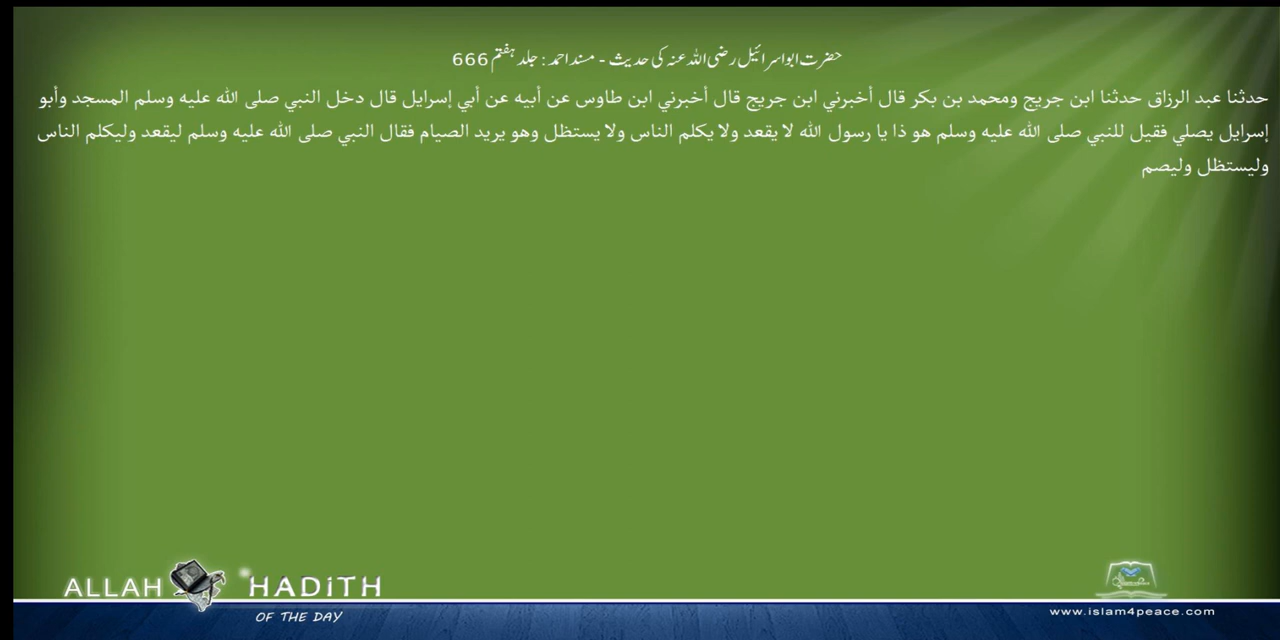 حضرت ابواسرائیل رضی اللہ عنہ کی حدیث - مسند احمد: جلد ہفتم 666
حدثنا عبد الرزاق حدثنا ابن جريج ومحمد بن بكر قال أخبرني ابن جريج قال أخبرني ابن طاوس عن أبيه عن أبي إسرايل قال دخل النبي صلى الله عليه وسلم المسجد وأبو
إسرايل يصلي فقيل للنبي صلى الله عليه وسلم هو ذا يا رسول الله لا يقعد ولا يكلم الناس ولا يستظل وهو يريد الصيام فقال النبي صلى الله عليه وسلم ليقعد وليكلم الناس
وليستظل وليصم
ALLAH HADITH
OF THE DAY
www.islam4peace.com